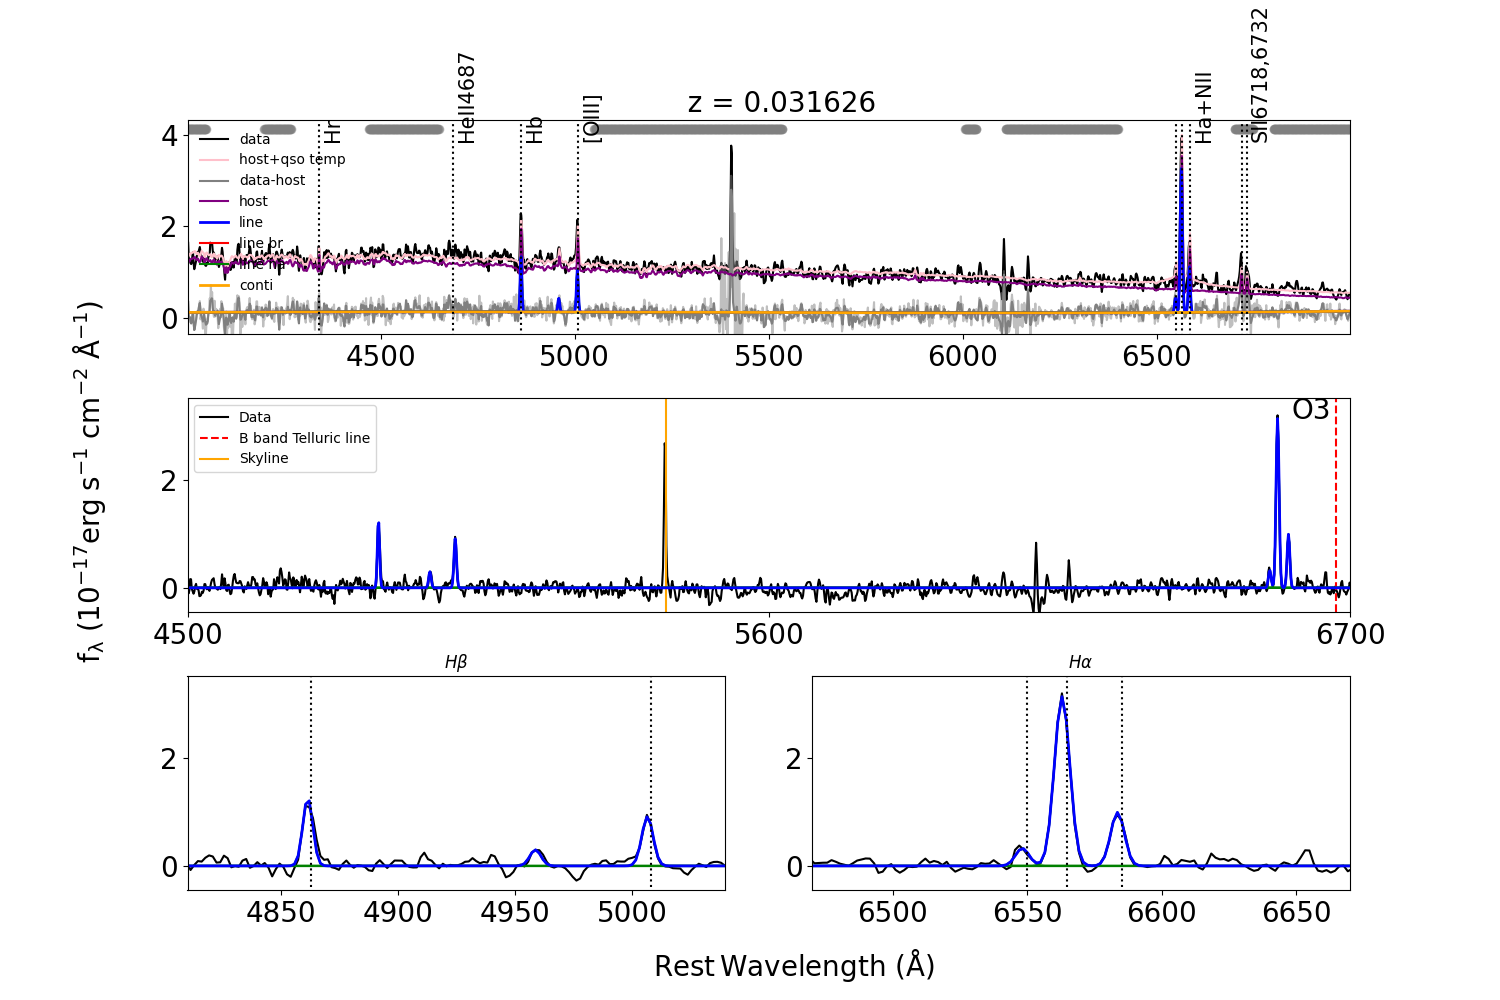 z = 0.031626
Hr
HeII4687
Hb
[OIII]
Ha+NII
SII6718,6732
4
2
0
data
host+qso temp
data-host
host
line
line br
line na
conti
4500
5000
5500
6000
6500
Data
B band Telluric line
Skyline
O3
2
0
4500
5600
6700
fλ (10⁻¹⁷erg s⁻¹ cm⁻² Å⁻¹)
Hβ
2
0
4850
4900
4950
5000
Hα
2
0
6500
6550
6600
6650
Rest Wavelength (Å)